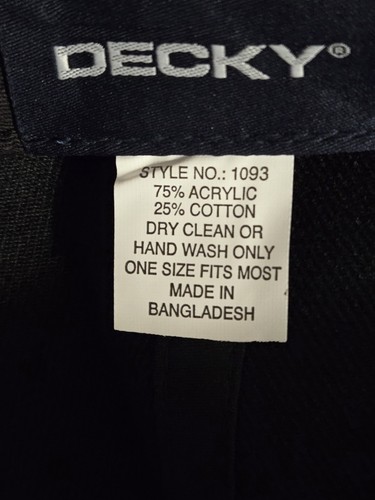 DECKY®
STYLE NO.: 1093
75% ACRYLIC
25% COTTON
DRY CLEAN OR
HAND WASH ONLY
ONE SIZE FITS MOST
MADE IN
BANGLADESH